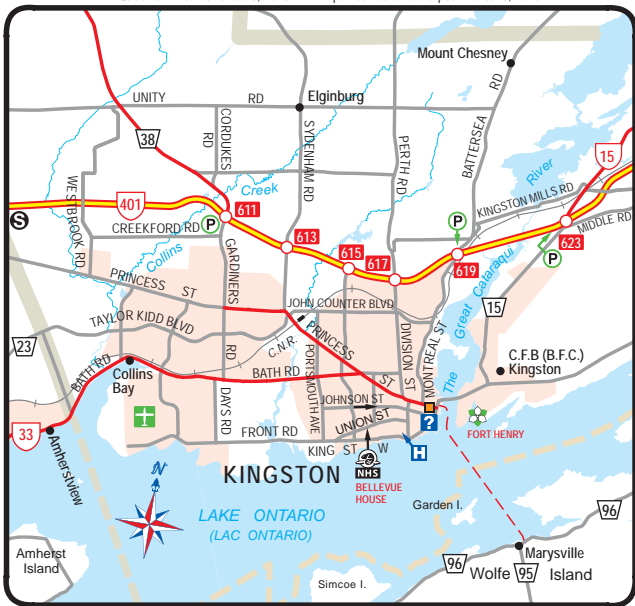 Mount Chesney
UNITY RD
Elginburg
38
CORDUKES RD
SYDENHAM RD
PERTH RD
BATTERSEA RD
15
River
KINGSTON MILLS RD
WESTBROOK RD
401
Creek
611
S
P
CREEKFORD RD
613
615
617
P
619
623
MIDDLE RD
P
Collins
GARDINERS RD
PRINCESS ST
JOHN COUNTER BLVD
The Great Cataraqui
15
TAYLOR KIDD BLVD
23
C.N.R.
PRINCESS ST
PORTSMOUTH AVE
DIVISION ST
MONTREAL ST
C.F.B (B.F.C.)
Kingston
BATH RD
Collins
Bay
BATH RD
DAYS RD
JOHNSON ST
UNION ST
?
FORT HENRY
33
Amherstview
FRONT RD
KING ST W
H
NHS
BELLEVUE
HOUSE
KINGSTON
N
LAKE ONTARIO
(LAC ONTARIO)
Garden I.
96
Marysville
Amherst
Island
Simcoe I.
96
Wolfe
95
Island